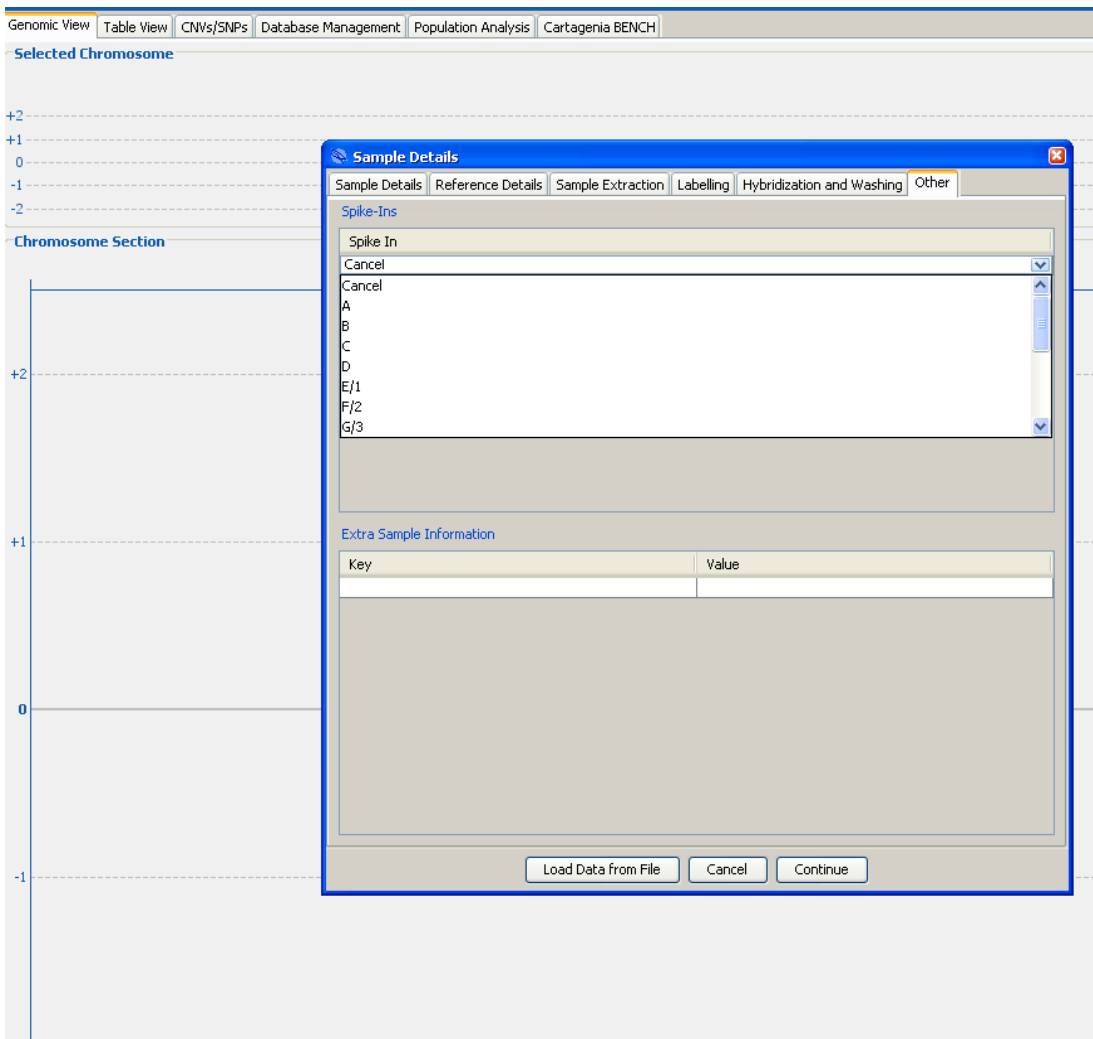 Genomic View Table View CNVs/SNPs Database Management Population Analysis Cartagenia BENCH
Selected Chromosome
+2
+1
0
-1
-2
Sample Details
Sample Details Reference Details Sample Extraction Labelling Hybridization and Washing Other
Spike-Ins
Spike In
Cancel
Cancel
A
B
C
D
E/1
F/2
G/3
Extra Sample Information
Key Value
Load Data from File Cancel Continue
Chromosome Section
+2
+1
0
-1